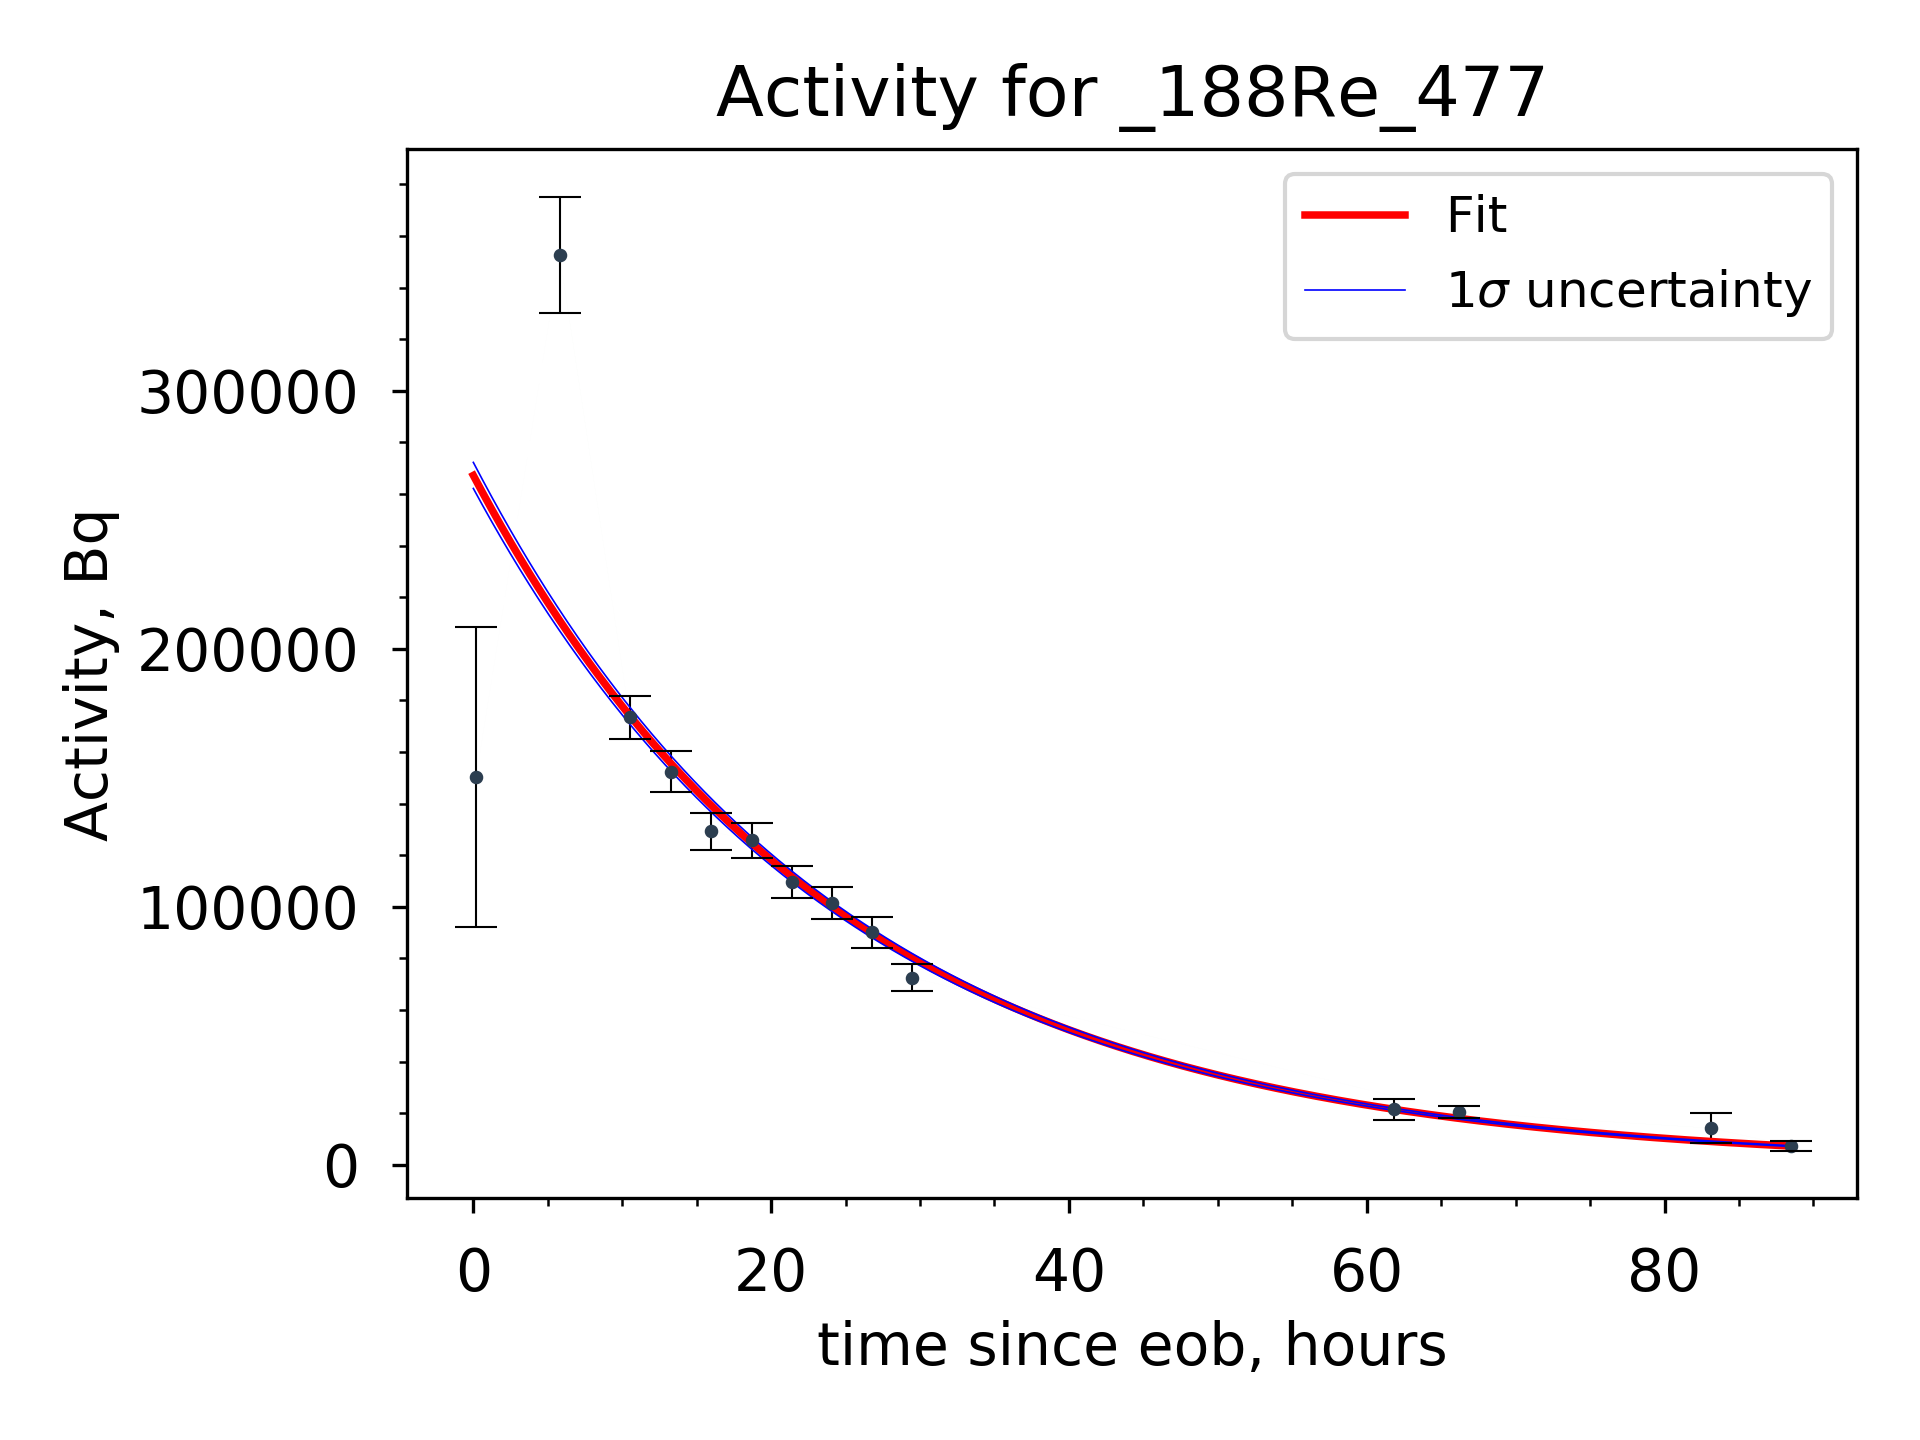 Activity for _188Re_477
Fit
1σ uncertainty
Activity, Bq
300000
200000
100000
0
0 20 40 60 80
time since eob, hours